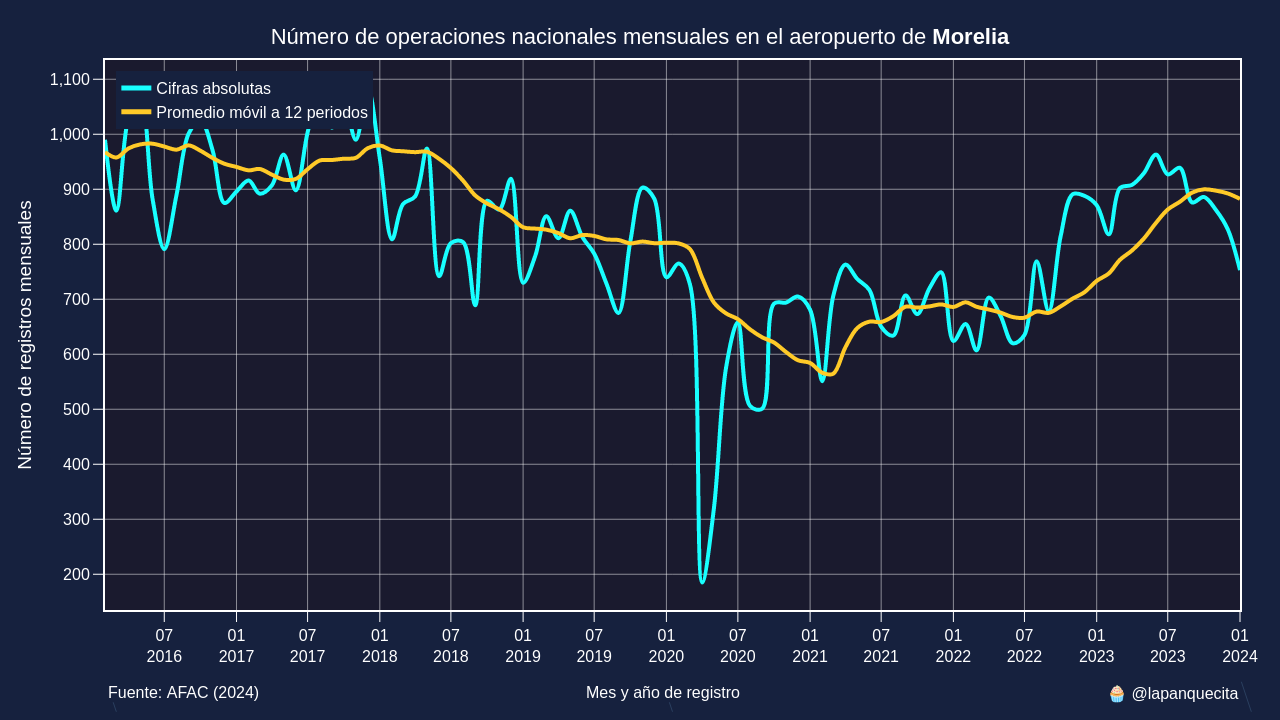 Número de operaciones nacionales mensuales en el aeropuerto de Morelia
Cifras absolutas
Promedio móvil a 12 periodos
Número de registros mensuales
1,100
1,000
900
800
700
600
500
400
300
200
07 01 07 01 07 01 07 01 07 01 07 01 07 01 07 01
2016 2017 2017 2018 2018 2019 2019 2020 2020 2021 2021 2022 2022 2023 2023 2024
Fuente: AFAC (2024) Mes y año de registro 🧁 @lapanquecita